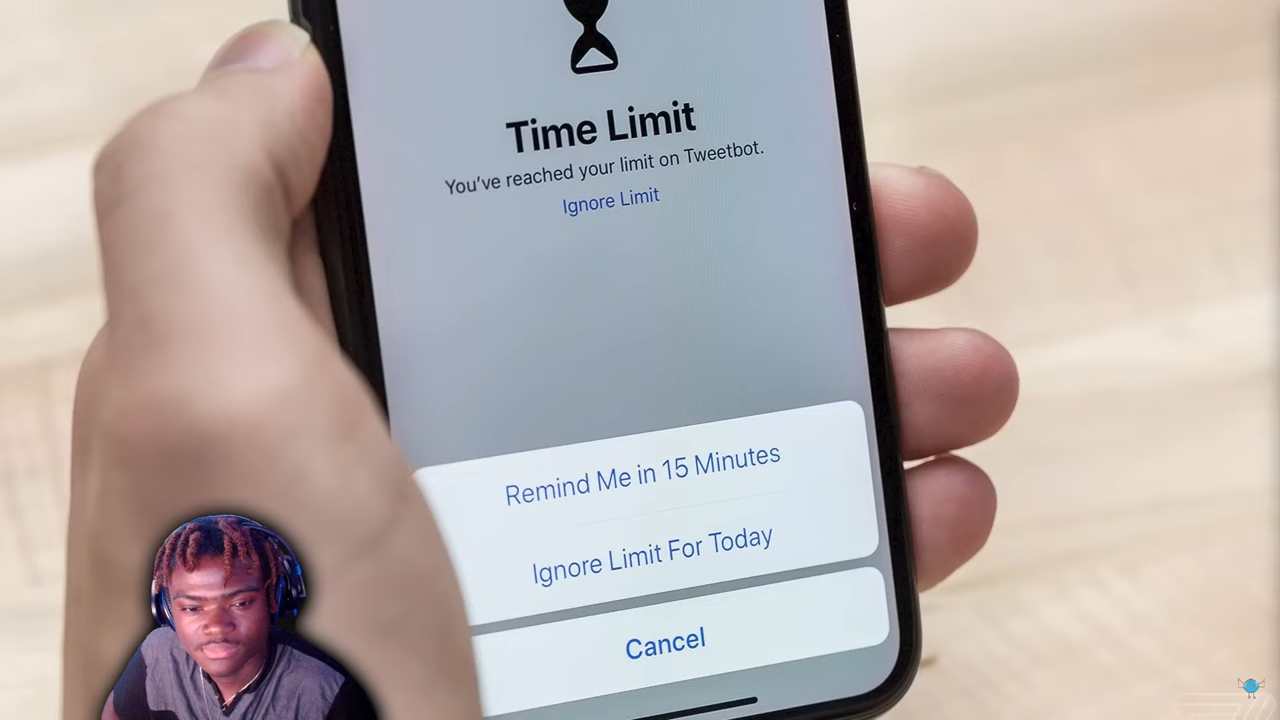 Time Limit
You've reached your limit on Tweetbot.
Ignore Limit
Remind Me in 15 Minutes
Ignore Limit For Today
Cancel